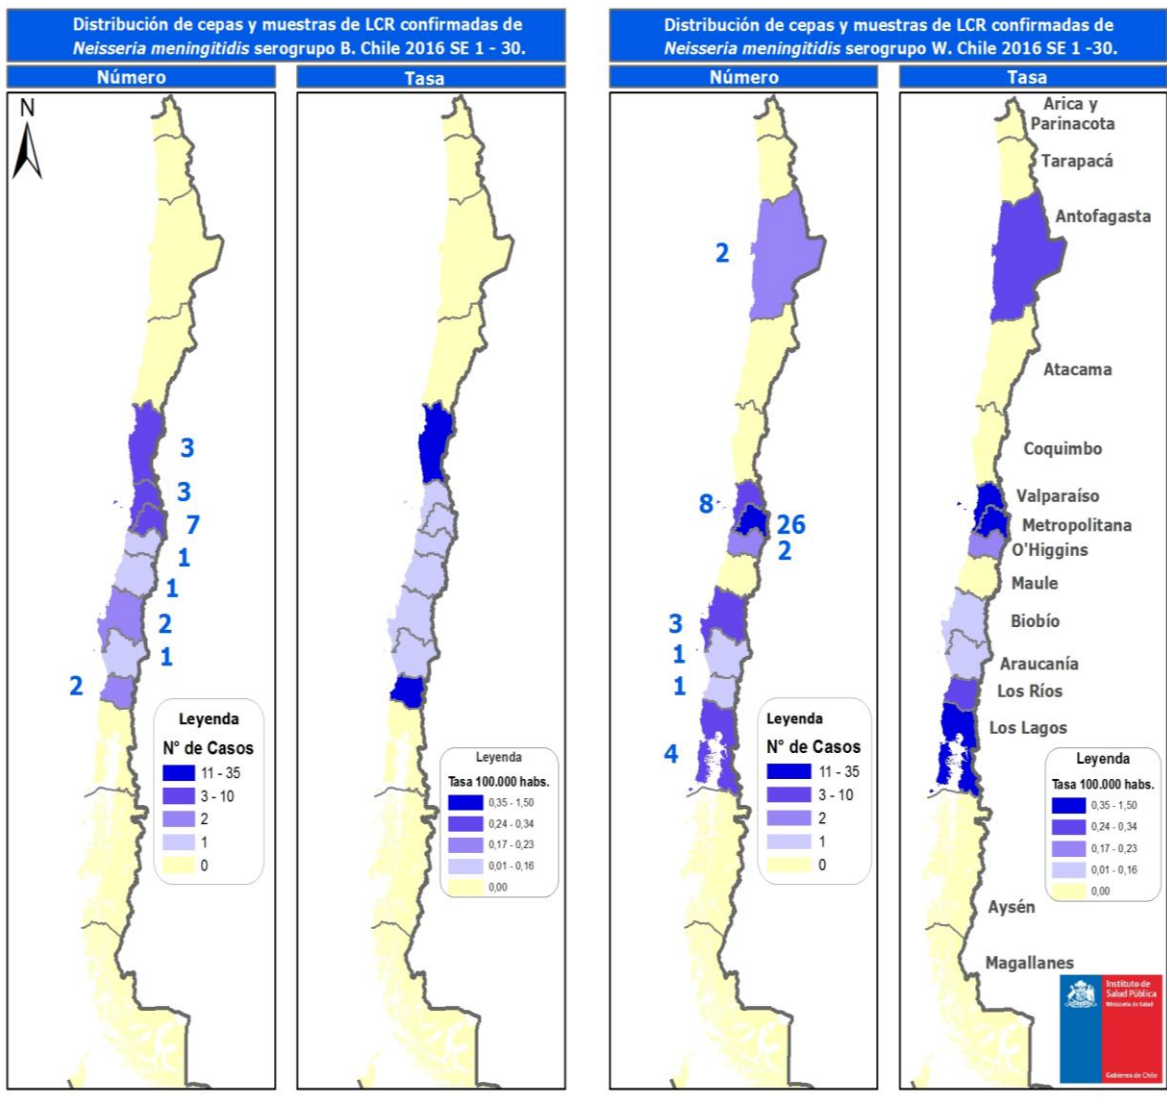 Distribución de cepas y muestras de LCR confirmadas de
Neisseria meningitidis serogrupo B. Chile 2016 SE 1 - 30.
Número
Tasa
N
3
3
7
1
1
2
1
2
Leyenda
N° de Casos
11 - 35
3 - 10
2
1
0
Leyenda
Tasa 100.000 habs.
0,35 - 1,50
0,24 - 0,34
0,17 - 0,23
0,01 - 0,16
0,00
Distribución de cepas y muestras de LCR confirmadas de
Neisseria meningitidis serogrupo W. Chile 2016 SE 1 -30.
Número
Tasa
2
8
26
2
3
1
1
4
Leyenda
N° de Casos
11 - 35
3 - 10
2
1
0
Arica y
Parinacota
Tarapacá
Antofagasta
Atacama
Coquimbo
Valparaíso
Metropolitana
O'Higgins
Maule
Biobío
Araucanía
Los Ríos
Los Lagos
Leyenda
Tasa 100.000 habs.
0,35 - 1,50
0,24 - 0,34
0,17 - 0,23
0,01 - 0,16
0,00
Aysén
Magallanes
Instituto de
Salud Pública
Ministerio de Salud
Gobierno de Chile